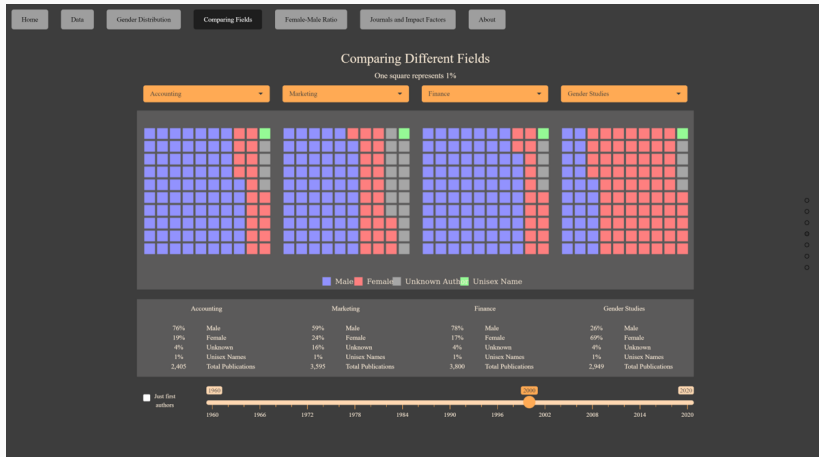 Home Data Gender Distribution Comparing Fields Female-Male Ratio Journals and Impact Factors About
Comparing Different Fields
One square represents 1%
Accounting Marketing Finance Gender Studies
Male Female Unknown Auth Unisex Name
Accounting Marketing Finance Gender Studies
76% Male 59% Male 78% Male 26% Male
19% Female 24% Female 17% Female 69% Female
4% Unknown 16% Unknown 4% Unknown 4% Unknown
1% Unisex Names 1% Unisex Names 1% Unisex Names 1% Unisex Names
2,405 Total Publications 3,595 Total Publications 3,800 Total Publications 2,949 Total Publications
1960 2000 2020
Just first
authors
1960 1966 1972 1978 1984 1990 1996 2002 2008 2014 2020